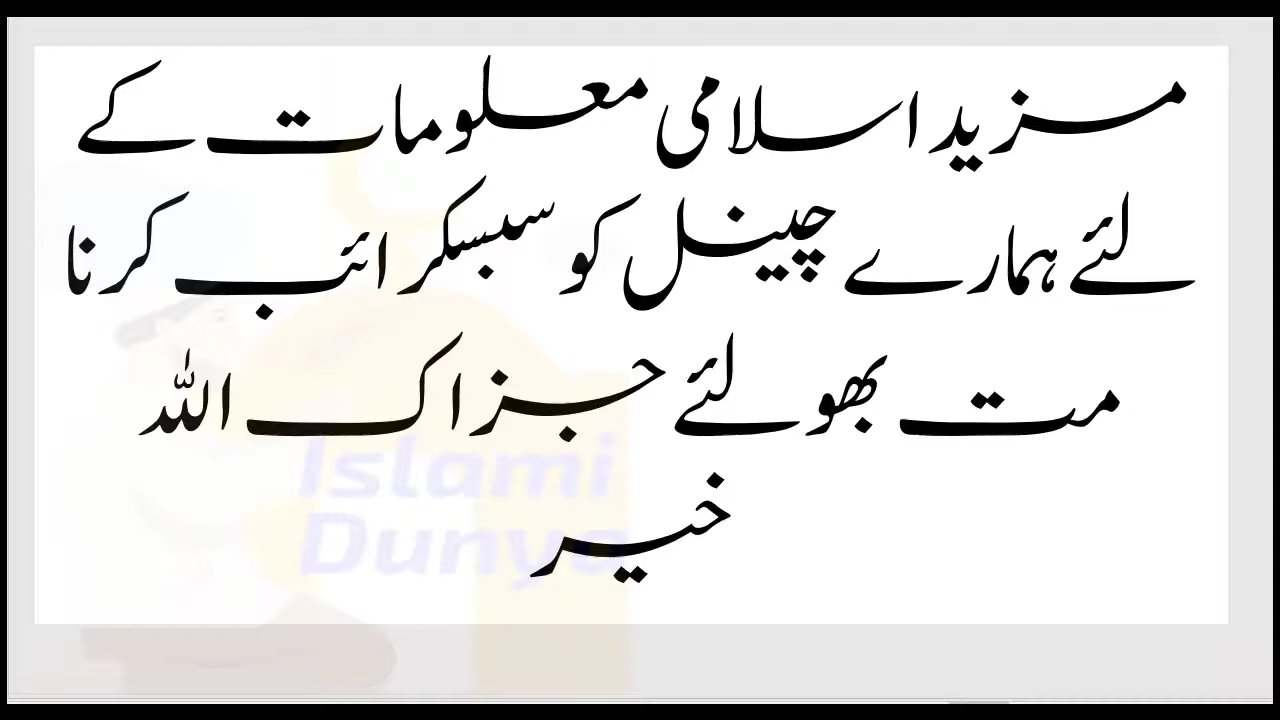 مزید اسلامی معلومات کے
لئے ہمارے چینل کو سبسکرائب کرنا
مت بھولئے جزاک اللہ
خیر
Islami
Dunya